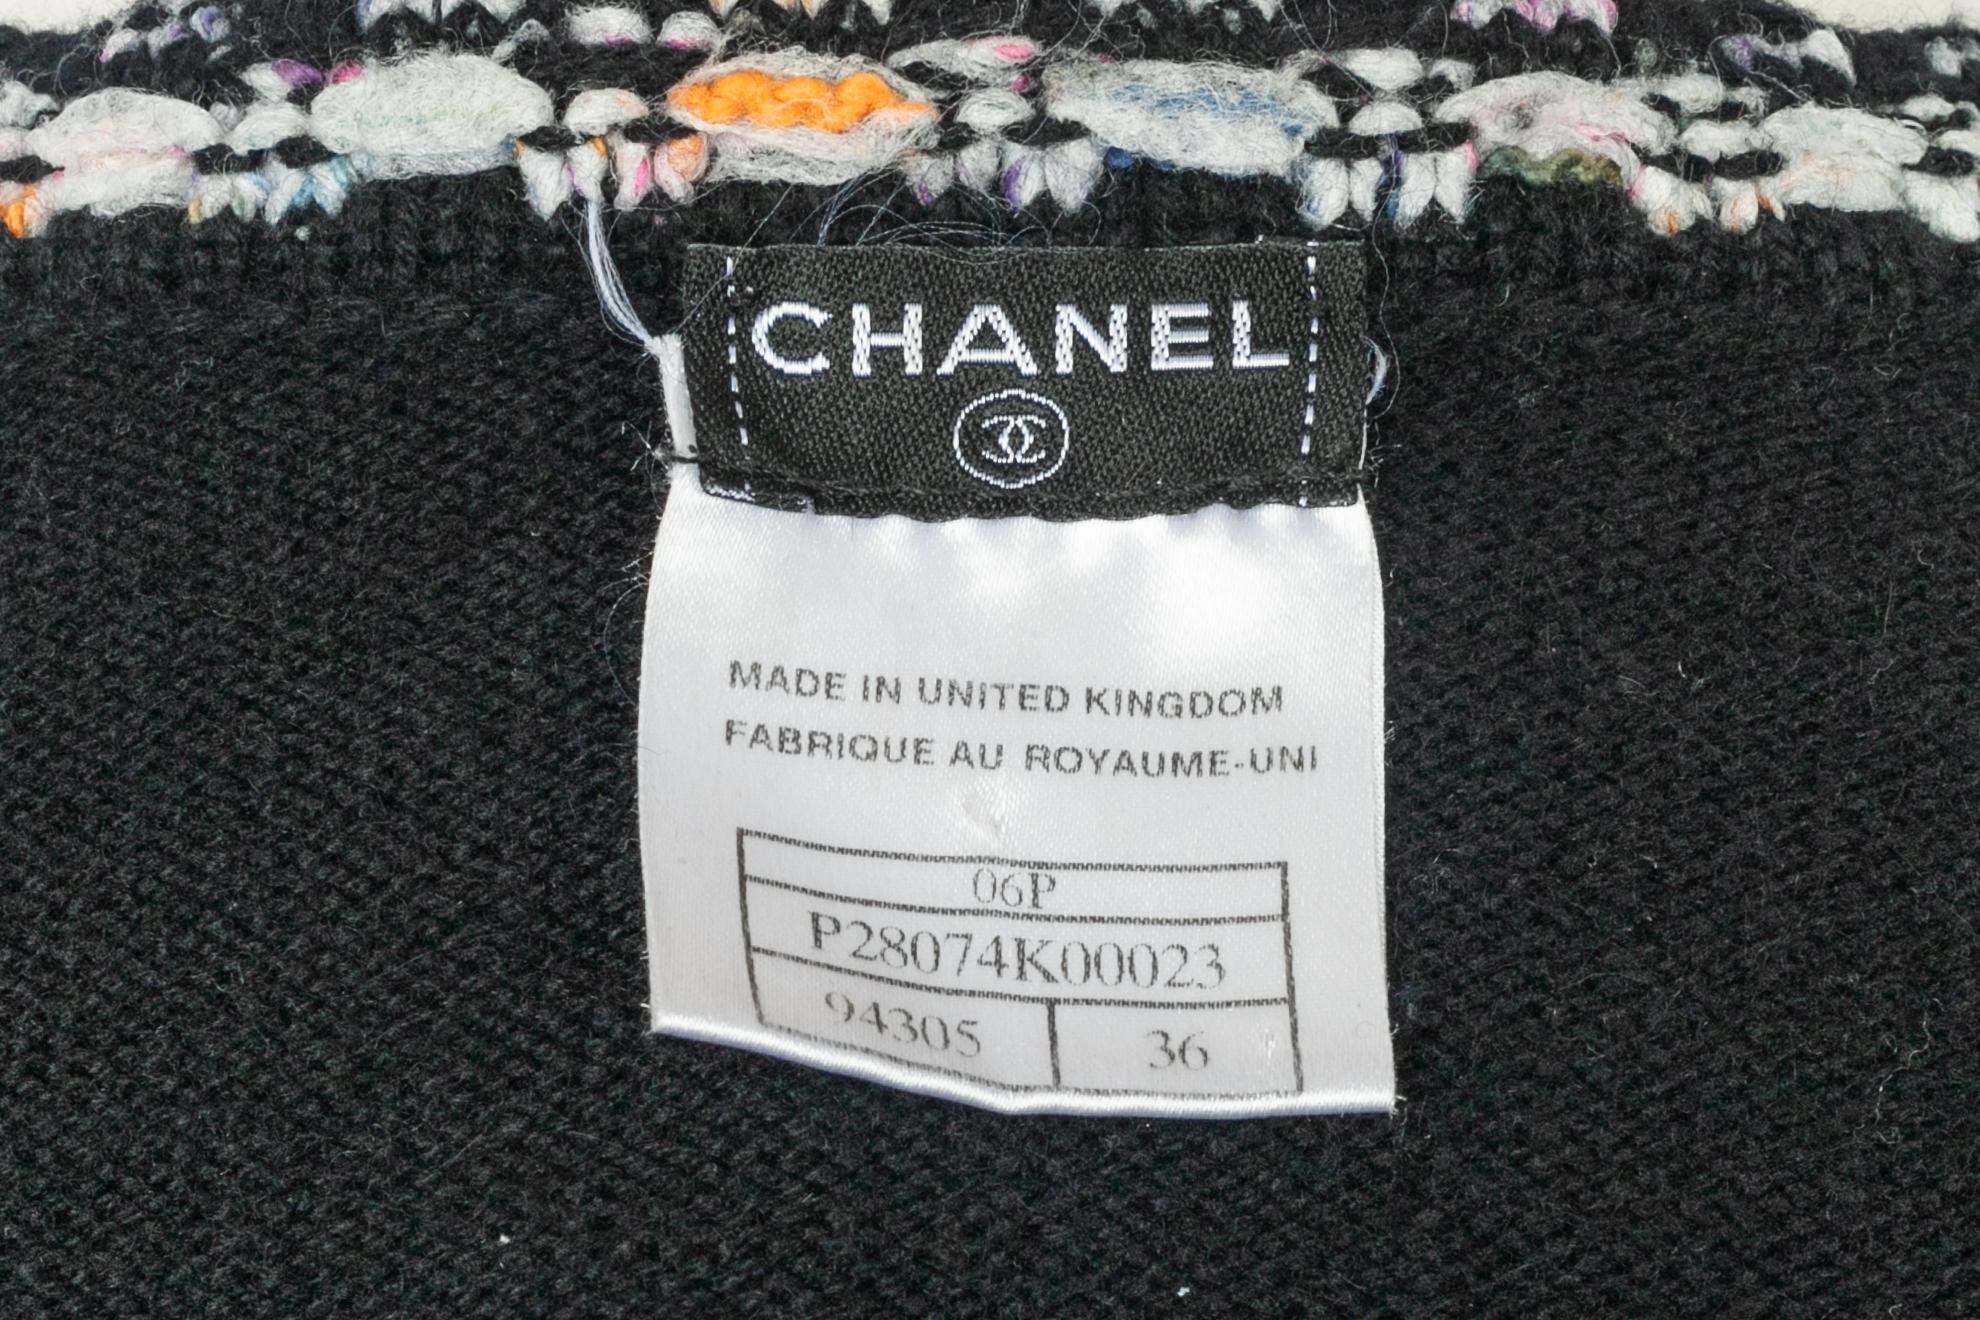 CHANEL
MADE IN UNITED KINGDOM
FABRIQUE AU ROYAUME-UNI
06P
P28074K00023
94305 36